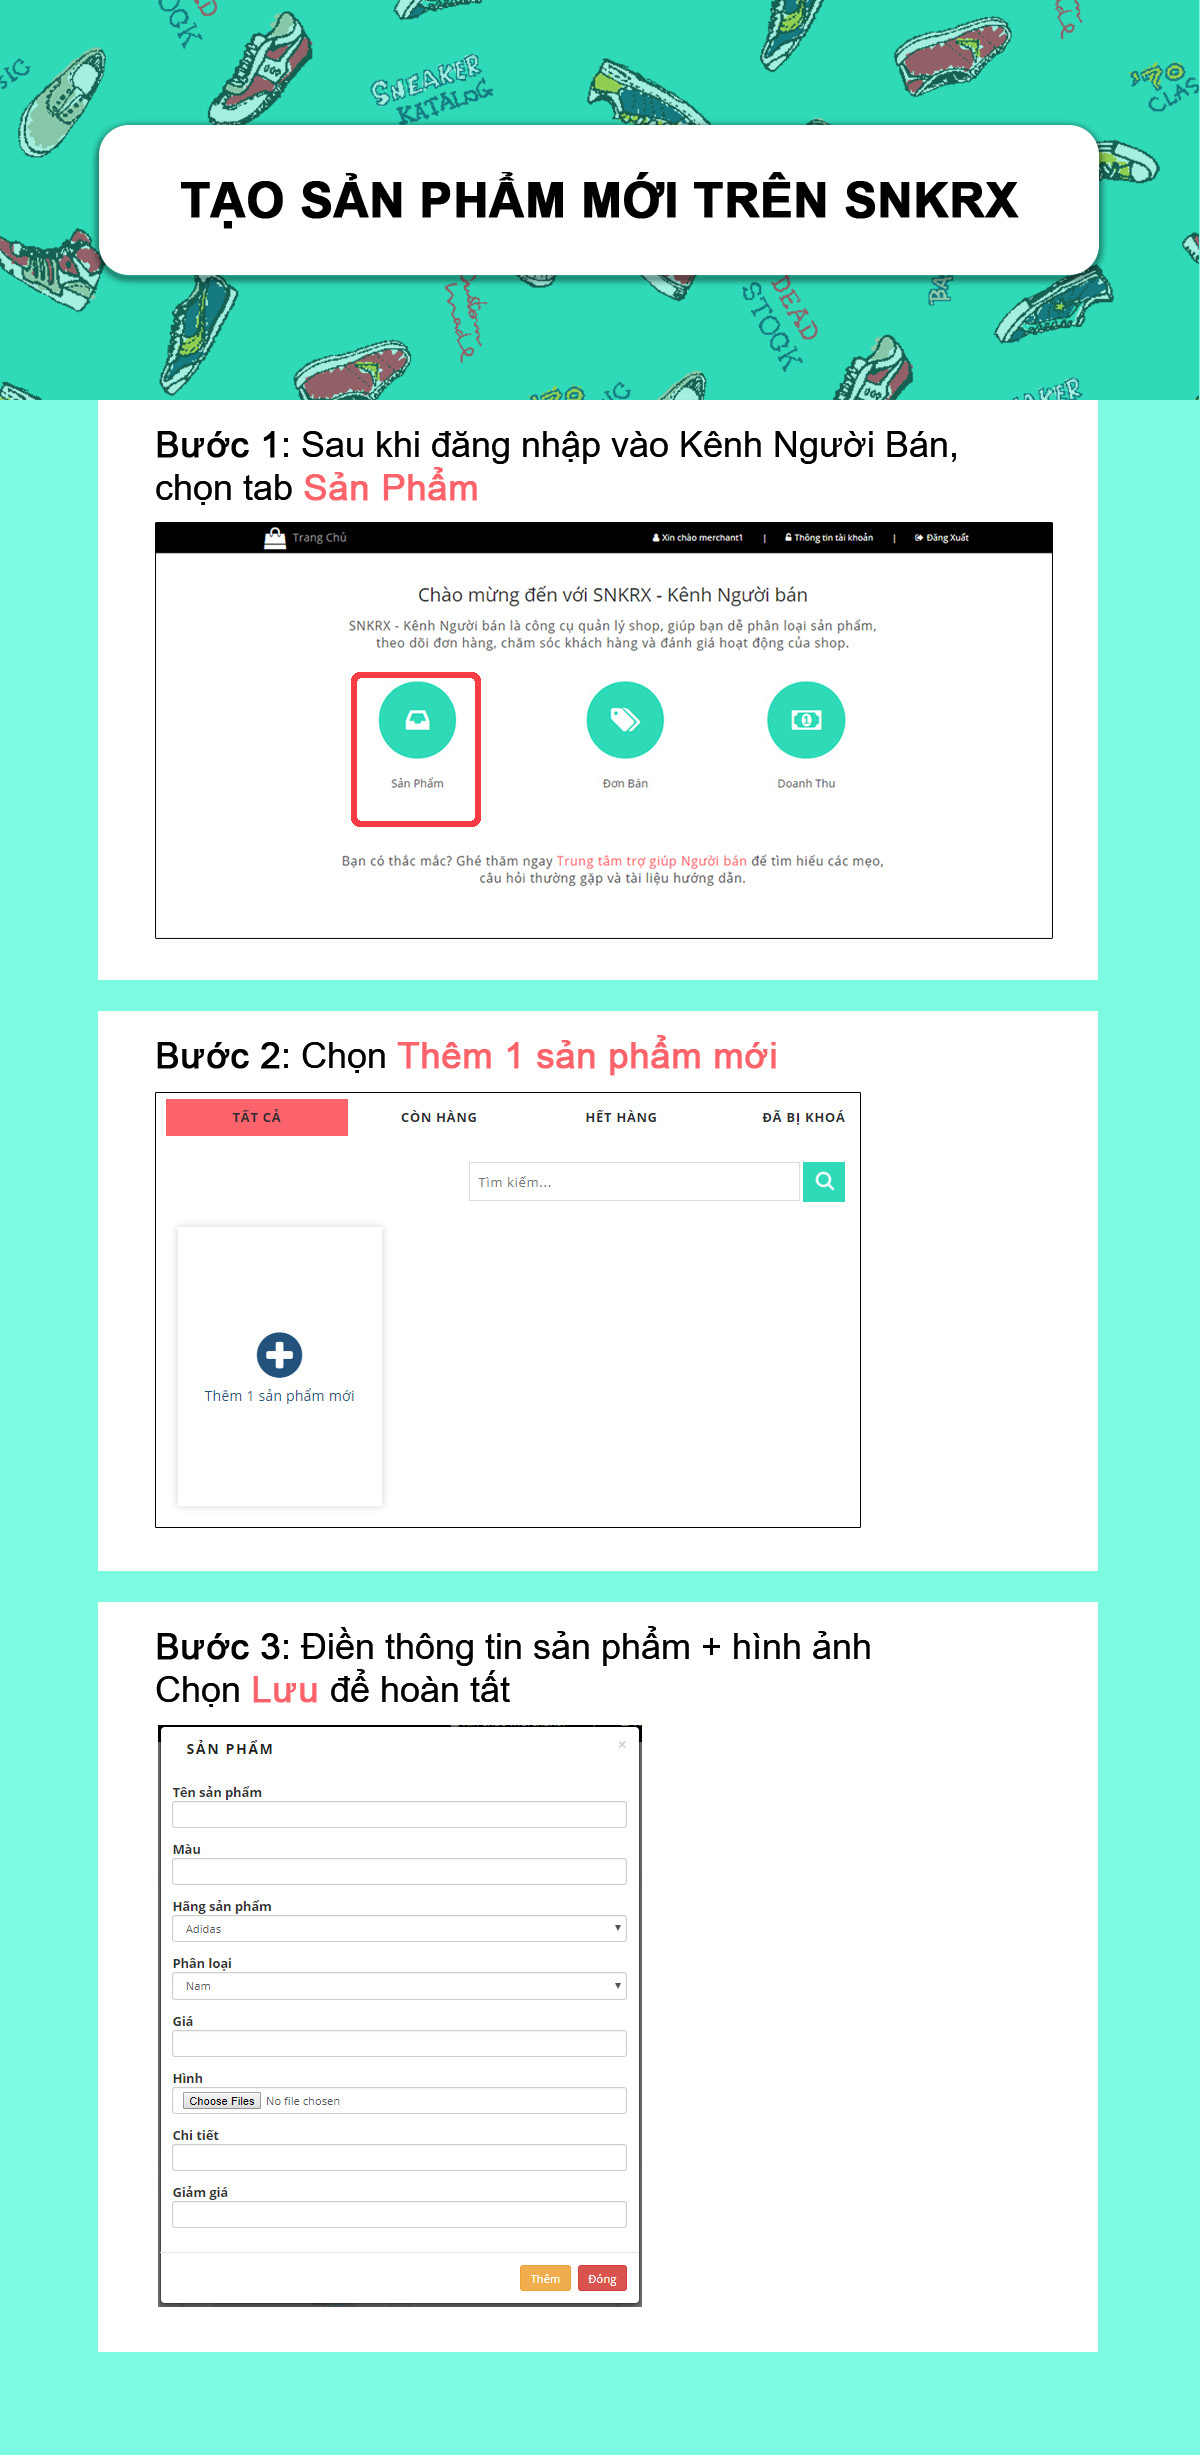 SIC
STOCK
SNEAKER
KATALOG
'70
CLAS
TẠO SẢN PHẨM MỚI TRÊN SNKRX
Custom
made
DEAD
STOCK
Bước 1: Sau khi đăng nhập vào Kênh Người Bán,
chọn tab Sản Phẩm
Trang Chủ
Xin chào merchant1 | Thông tin tài khoản | Đăng Xuất
Chào mừng đến với SNKRX - Kênh Người bán
SNKRX - Kênh Người bán là công cụ quản lý shop, giúp bạn dễ phân loại sản phẩm,
theo dõi đơn hàng, chăm sóc khách hàng và đánh giá hoạt động của shop.
Sản Phẩm
Đơn Bán
Doanh Thu
Bạn có thắc mắc? Ghé thăm ngay Trung tâm trợ giúp Người bán để tìm hiểu các mẹo,
câu hỏi thường gặp và tài liệu hướng dẫn.
Bước 2: Chọn Thêm 1 sản phẩm mới
TẤT CẢ CÒN HÀNG HẾT HÀNG ĐÃ BỊ KHOÁ
Tìm kiếm...
Thêm 1 sản phẩm mới
Bước 3: Điền thông tin sản phẩm + hình ảnh
Chọn Lưu để hoàn tất
SẢN PHẨM ×
Tên sản phẩm
Màu
Hãng sản phẩm
Adidas
Phân loại
Nam
Giá
Hình
Choose Files No file chosen
Chi tiết
Giảm giá
Thêm Đóng